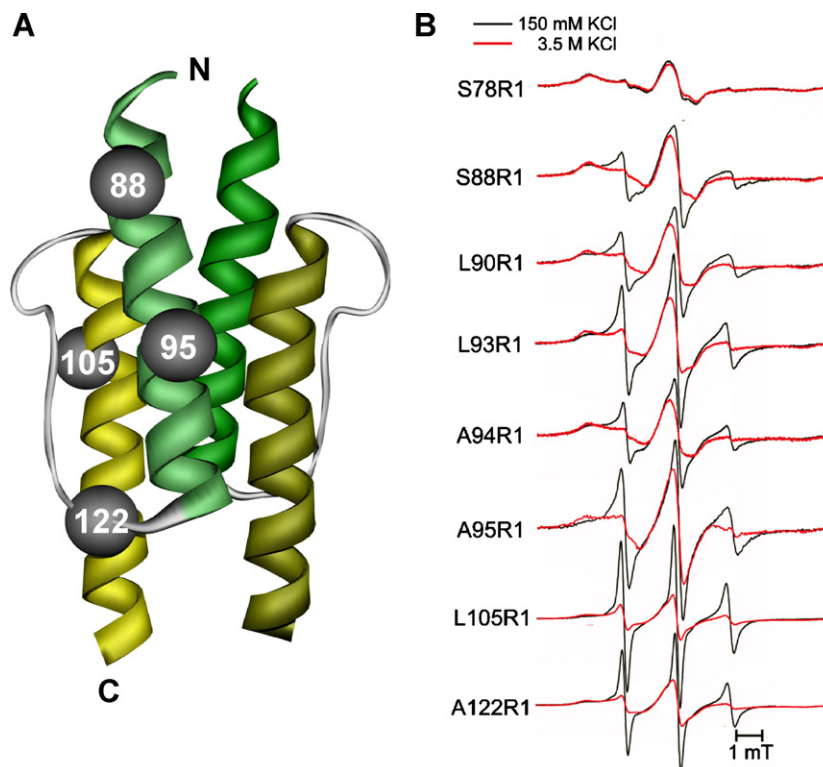 A
N
88
105
95
122
C
B
150 mM KCl
3.5 M KCl
S78R1
S88R1
L90R1
L93R1
A94R1
A95R1
L105R1
A122R1
1 mT